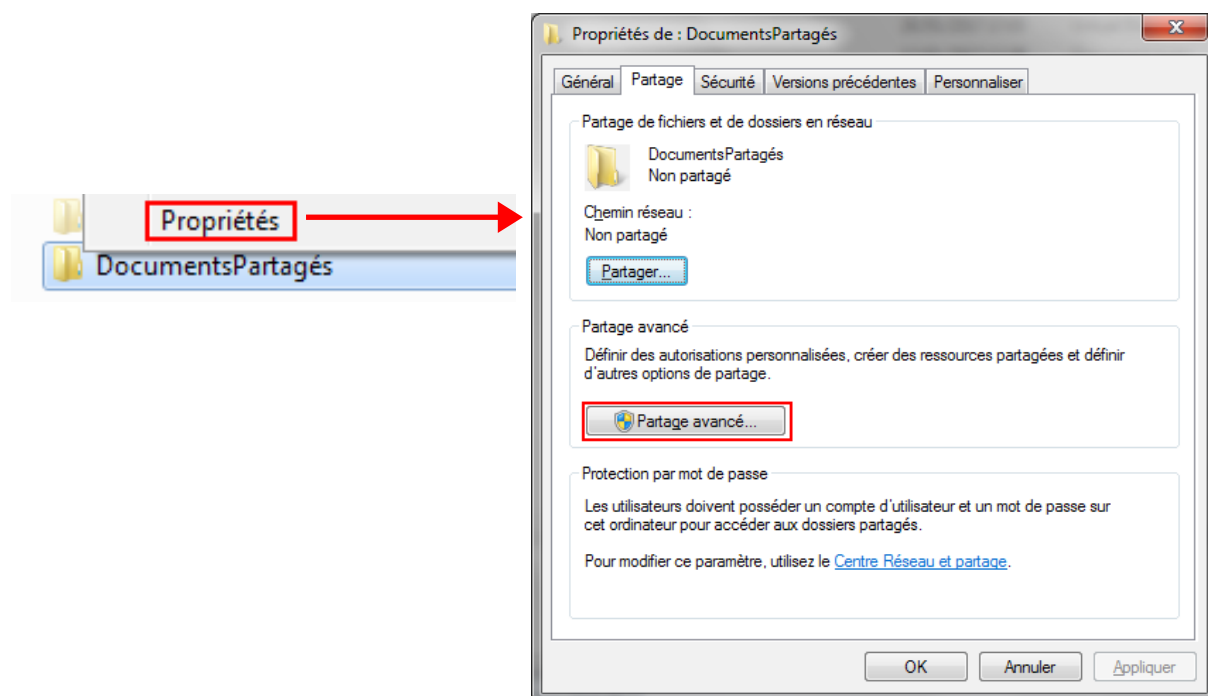 Propriétés
DocumentsPartagés
Propriétés de : DocumentsPartagés
Général Partage Sécurité Versions précédentes Personnaliser
Partage de fichiers et de dossiers en réseau
DocumentsPartagés
Non partagé
Chemin réseau :
Non partagé
Partager...
Partage avancé
Définir des autorisations personnalisées, créer des ressources partagées et définir
d'autres options de partage.
Partage avancé...
Protection par mot de passe
Les utilisateurs doivent posséder un compte d'utilisateur et un mot de passe sur
cet ordinateur pour accéder aux dossiers partagés.
Pour modifier ce paramètre, utilisez le Centre Réseau et partage.
OK Annuler Appliquer